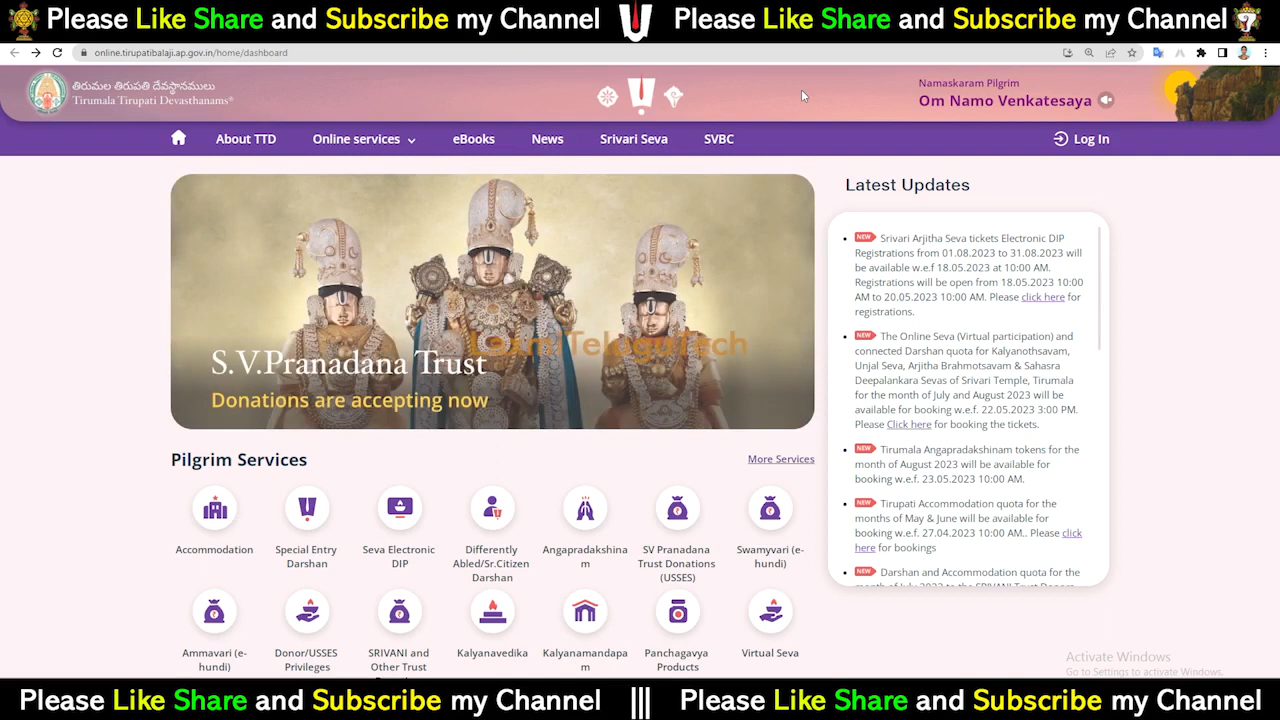 Please Like Share and Subscribe my Channel
Please Like Share and Subscribe my Channel
online.tirupatibalaji.ap.gov.in/home/dashboard
తిరుమల తిరుపతి దేవస్థానములు
Tirumala Tirupati Devasthanams®
Namaskaram Pilgrim
Om Namo Venkatesaya
About TTD
Online services
eBooks
News
Srivari Seva
SVBC
Log In
S.V.Pranadana Trust
Donations are accepting now
Latest Updates
NEW Srivari Arjitha Seva tickets Electronic DIP
Registrations from 01.08.2023 to 31.08.2023 will
be available w.e.f 18.05.2023 at 10:00 AM.
Registrations will be open from 18.05.2023 10:00
AM to 20.05.2023 10:00 AM. Please click here for
registrations.
NEW The Online Seva (Virtual participation) and
connected Darshan quota for Kalyanothsavam,
Unjal Seva, Arjitha Brahmotsavam & Sahasra
Deepalankara Sevas of Srivari Temple, Tirumala
for the month of July and August 2023 will be
available for booking w.e.f. 22.05.2023 3:00 PM.
Please Click here for booking the tickets.
NEW Tirumala Angapradakshinam tokens for the
month of August 2023 will be available for
booking w.e.f. 23.05.2023 10:00 AM.
NEW Tirupati Accommodation quota for the
months of May & June will be available for
booking w.e.f. 27.04.2023 10:00 AM.. Please click
here for bookings
NEW Darshan and Accommodation quota for the
month of July 2023 to the SRIVANI Trust Donors
Pilgrim Services
More Services
Accommodation
Special Entry
Darshan
Seva Electronic
DIP
Differently
Abled/Sr.Citizen
Darshan
Angapradakshina
m
SV Pranadana
Trust Donations
(USSES)
Swamyvari (e-
hundi)
Ammavari (e-
hundi)
Donor/USSES
Privileges
SRIVANI and
Other Trust
Kalyanavedika
Kalyanamandapa
m
Panchagavya
Products
Virtual Seva
Activate Windows
Go to Settings to activate Windows.
Please Like Share and Subscribe my Channel
|||
Please Like Share and Subscribe my Channel